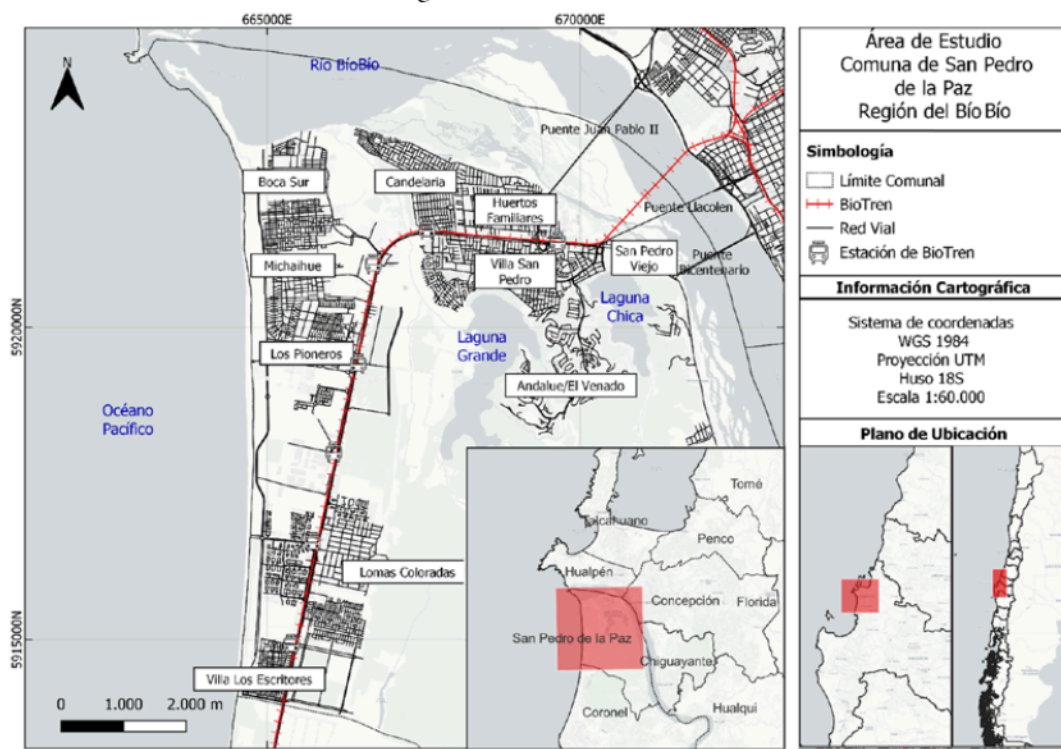 665000E
670000E
N
Río BíoBío
Puente Juan Pablo II
Boca Sur
Candelaria
Huertos
Familiares
Puente Llacolen
San Pedro
Viejo
Michaihue
Villa San
Pedro
Puente
Bicentenario
5920000N
Laguna
Chica
Laguna
Grande
Los Pioneros
Andalue/El Venado
Océano
Pacífico
Lomas Coloradas
5915000N
Villa Los Escritores
0 1.000 2.000 m
Tomé
Talcahuano
Penco
Hualpén
Concepción
Florida
San Pedro de la Paz
Chiguayante
Coronel
Hualqui
Área de Estudio
Comuna de San Pedro
de la Paz
Región del Bío Bío
Simbología
Límite Comunal
BioTren
Red Vial
Estación de BioTren
Información Cartográfica
Sistema de coordenadas
WGS 1984
Proyección UTM
Huso 18S
Escala 1:60.000
Plano de Ubicación